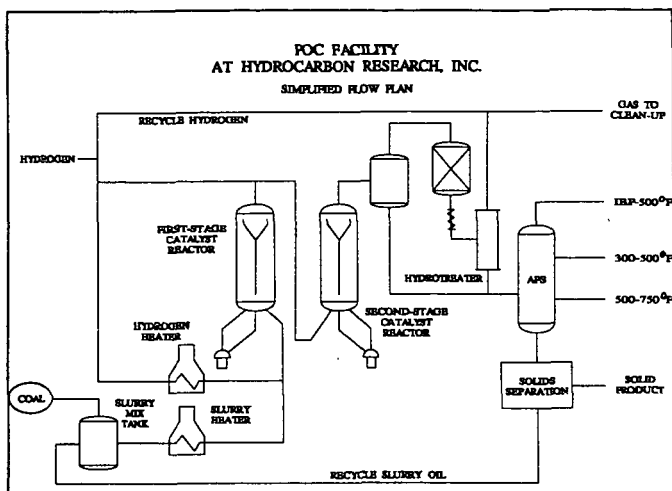 POC FACILITY
AT HYDROCARBON RESEARCH, INC.
SIMPLIFIED FLOW PLAN
RECYCLE HYDROGEN
GAS TO
CLEAN-UP
HYDROGEN
IBP-500°F
FIRST-STAGE
CATALYST
REACTOR
HYDROTREATER
300-500°F
APS
500-750°F
SECOND-STAGE
CATALYST
REACTOR
HYDROGEN
HEATER
SOLIDS
SEPARATION
SOLID
PRODUCT
COAL
SLURRY
MIX
TANK
SLURRY
HEATER
RECYCLE SLURRY OIL